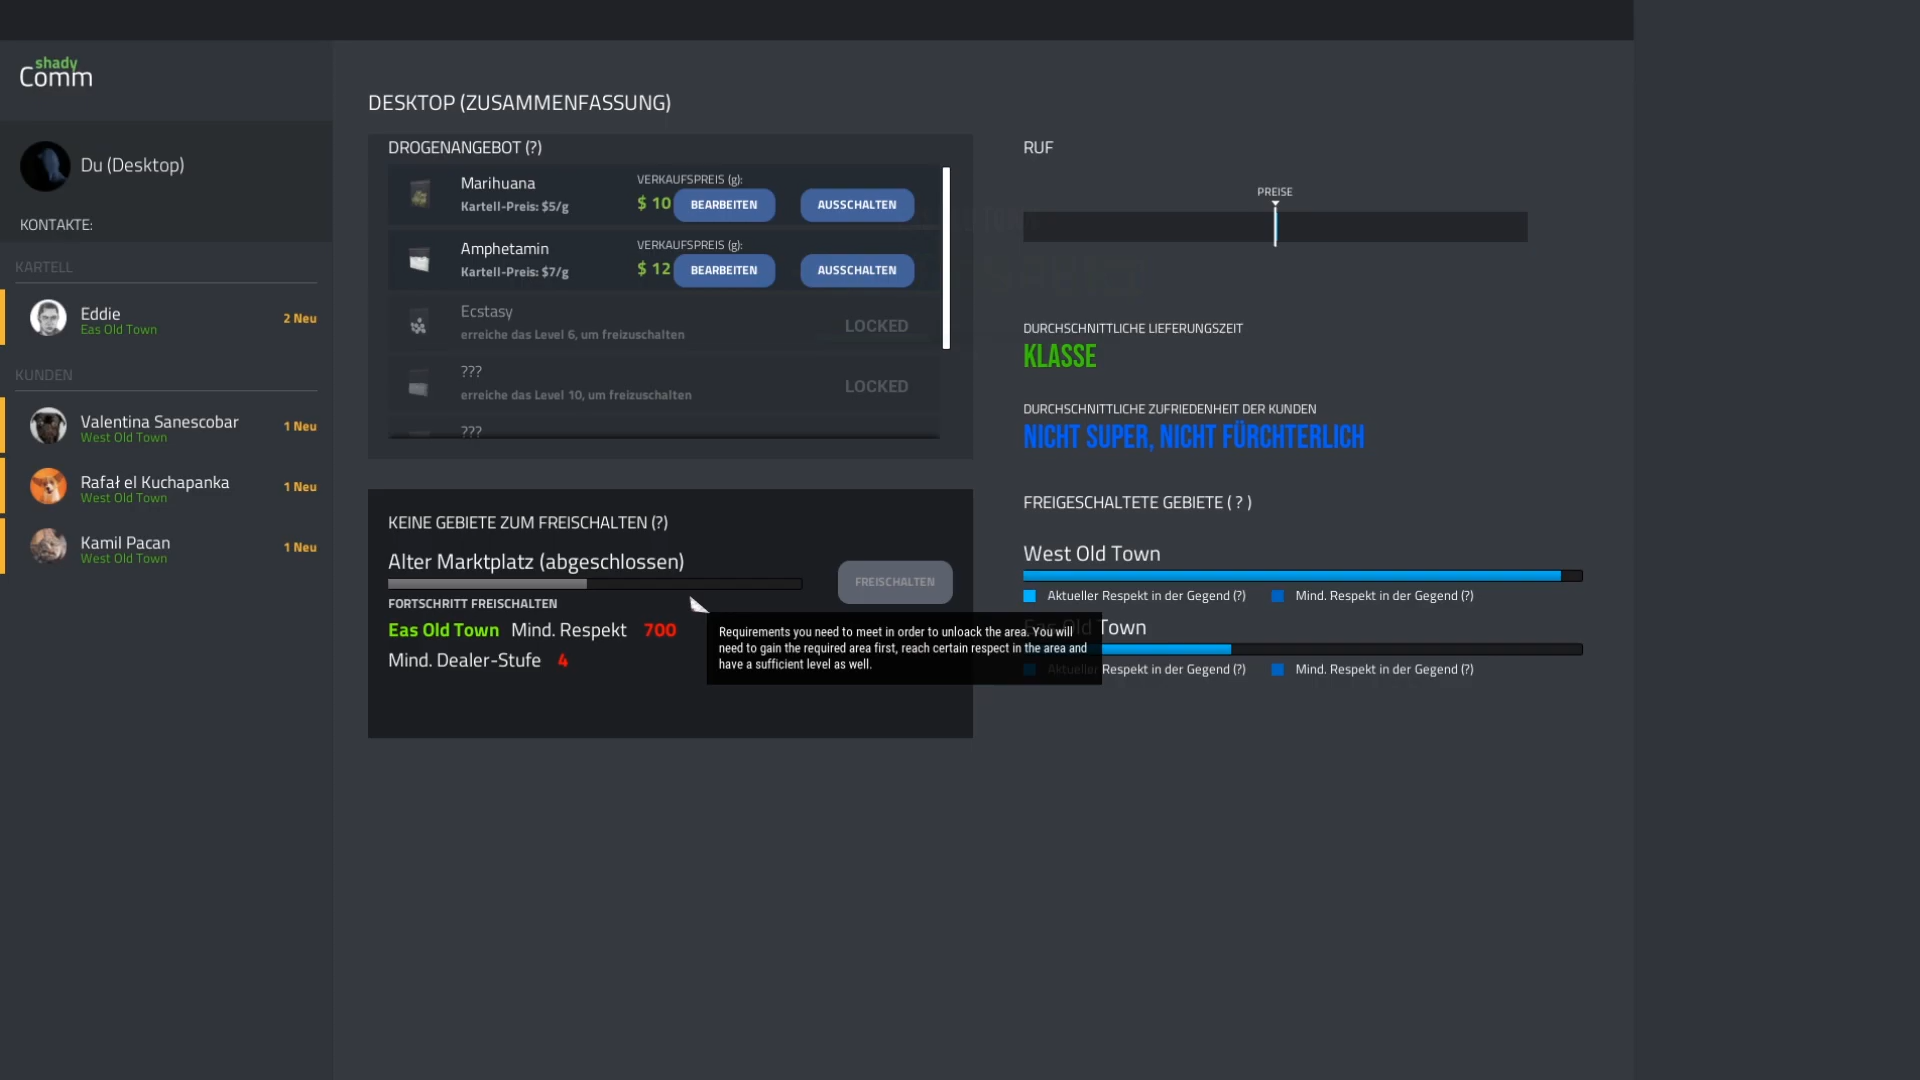 shady
Comm
Du (Desktop)
KONTAKTE:
KARTELL
Eddie
Eas Old Town
2 Neu
KUNDEN
Valentina Sanescobar
West Old Town
1 Neu
Rafał el Kuchapanka
West Old Town
1 Neu
Kamil Pacan
West Old Town
1 Neu
DESKTOP (ZUSAMMENFASSUNG)
DROGENANGEBOT (?)
Marihuana
Kartell-Preis: $5/g
VERKAUFSPREIS (g):
$ 10
BEARBEITEN
AUSSCHALTEN
Amphetamin
Kartell-Preis: $7/g
VERKAUFSPREIS (g):
$ 12
BEARBEITEN
AUSSCHALTEN
Ecstasy
erreiche das Level 6, um freizuschalten
LOCKED
???
erreiche das Level 10, um freizuschalten
LOCKED
???
KEINE GEBIETE ZUM FREISCHALTEN (?)
Alter Marktplatz (abgeschlossen)
FREISCHALTEN
FORTSCHRITT FREISCHALTEN
Eas Old Town Mind. Respekt 700
Mind. Dealer-Stufe 4
Requirements you need to meet in order to unloack the area. You will
need to gain the required area first, reach certain respect in the area and
have a sufficient level as well.
RUF
PREISE
DURCHSCHNITTLICHE LIEFERUNGSZEIT
KLASSE
DURCHSCHNITTLICHE ZUFRIEDENHEIT DER KUNDEN
NICHT SUPER, NICHT FÜRCHTERLICH
FREIGESCHALTETE GEBIETE ( ? )
West Old Town
Aktueller Respekt in der Gegend (?) Mind. Respekt in der Gegend (?)
Eas Old Town
Aktueller Respekt in der Gegend (?) Mind. Respekt in der Gegend (?)